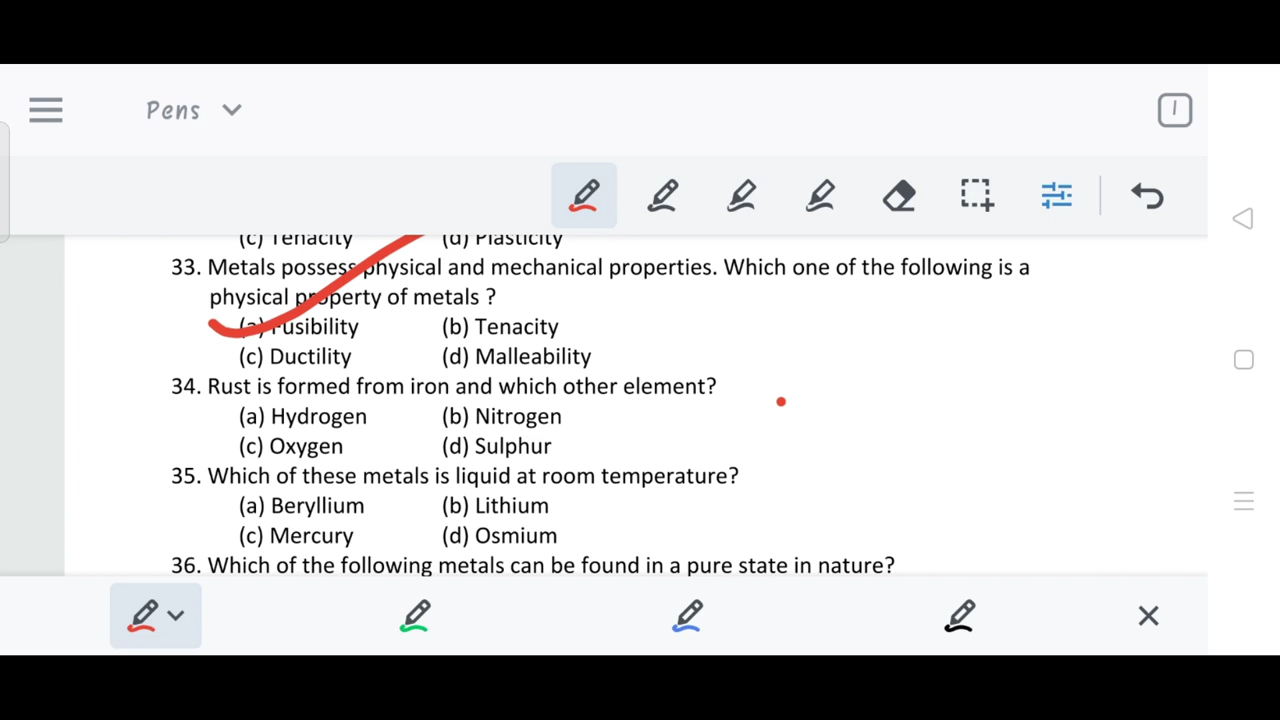 Pens
(c) Tenacity (d) Plasticity
33. Metals possess physical and mechanical properties. Which one of the following is a
physical property of metals ?
(a) Fusibility (b) Tenacity
(c) Ductility (d) Malleability
34. Rust is formed from iron and which other element?
(a) Hydrogen (b) Nitrogen
(c) Oxygen (d) Sulphur
35. Which of these metals is liquid at room temperature?
(a) Beryllium (b) Lithium
(c) Mercury (d) Osmium
36. Which of the following metals can be found in a pure state in nature?